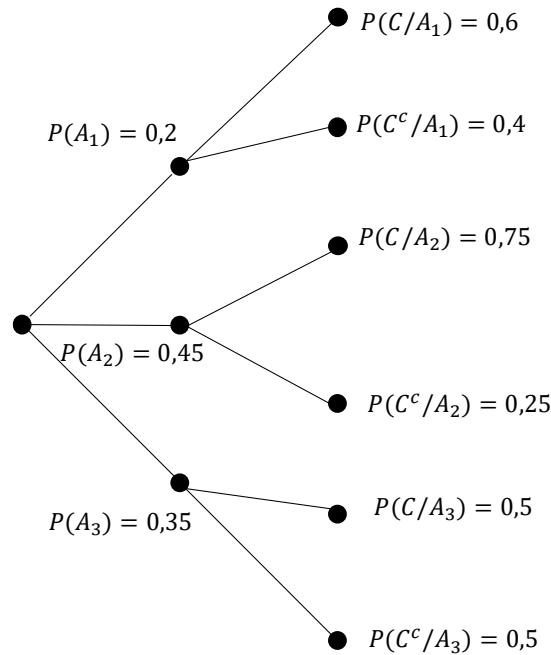 P(C/A₁) = 0,6
P(A₁) = 0,2
P(Cᶜ/A₁) = 0,4
P(C/A₂) = 0,75
P(A₂) = 0,45
P(Cᶜ/A₂) = 0,25
P(C/A₃) = 0,5
P(A₃) = 0,35
P(Cᶜ/A₃) = 0,5